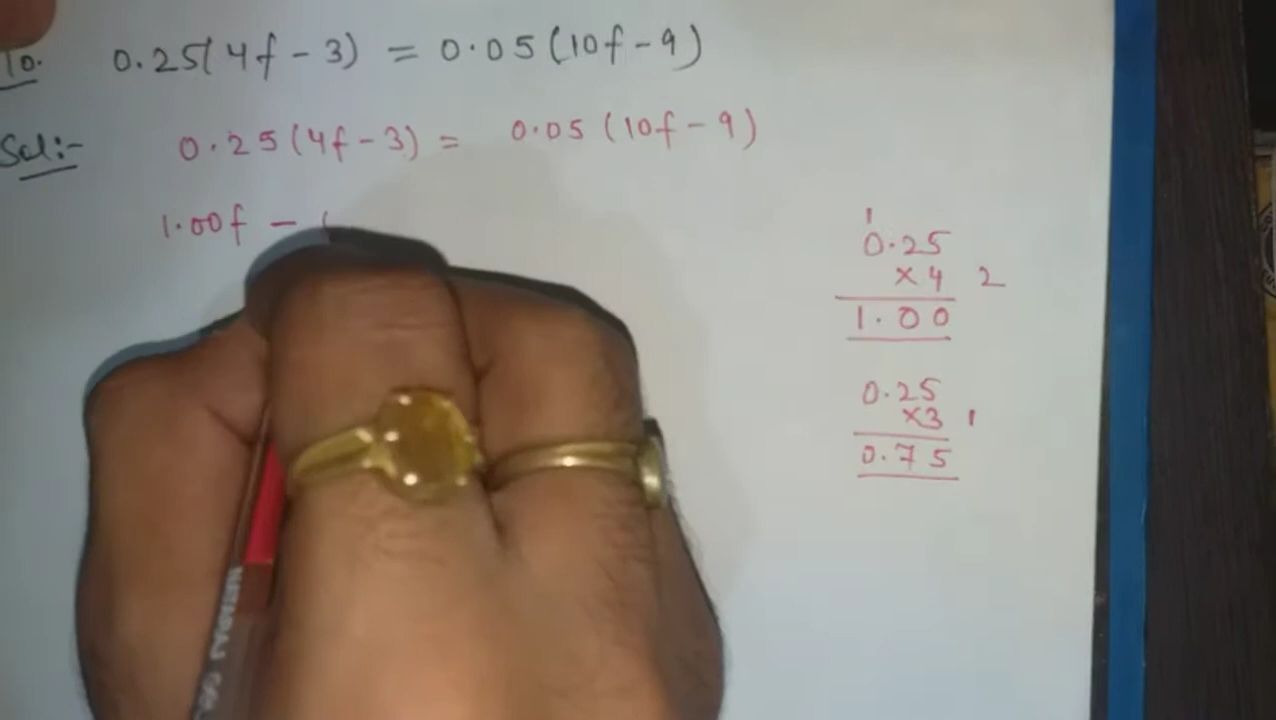 10. 0.25(4f - 3) = 0.05(10f - 9)
Sol:- 0.25(4f - 3) = 0.05(10f - 9)
1.00f -
1
0.25
×4 2
1.00
0.25
×3 1
0.75